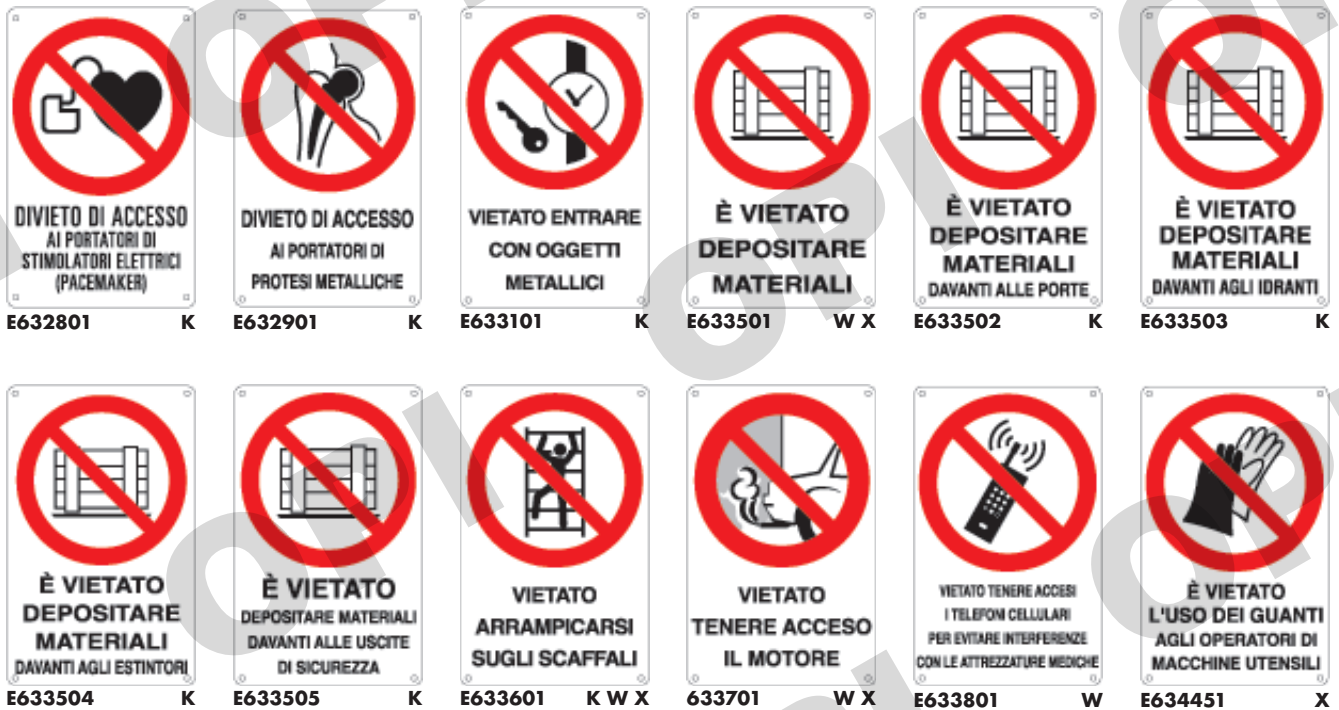 DIVIETO DI ACCESSO
AI PORTATORI DI
STIMOLATORI ELETTRICI
(PACEMAKER)
E632801 K
DIVIETO DI ACCESSO
AI PORTATORI DI
PROTESI METALLICHE
E632901 K
VIETATO ENTRARE
CON OGGETTI
METALLICI
E633101 K
È VIETATO
DEPOSITARE
MATERIALI
E633501 W X
È VIETATO
DEPOSITARE
MATERIALI
DAVANTI ALLE PORTE
E633502 K
È VIETATO
DEPOSITARE
MATERIALI
DAVANTI AGLI IDRANTI
E633503 K
È VIETATO
DEPOSITARE
MATERIALI
DAVANTI AGLI ESTINTORI
E633504 K
È VIETATO
DEPOSITARE MATERIALI
DAVANTI ALLE USCITE
DI SICUREZZA
E633505 K
VIETATO
ARRAMPICARSI
SUGLI SCAFFALI
E633601 K W X
VIETATO
TENERE ACCESO
IL MOTORE
633701 W X
VIETATO TENERE ACCESI
I TELEFONI CELLULARI
PER EVITARE INTERFERENZE
CON LE ATTREZZATURE MEDICHE
E633801 W
È VIETATO
L'USO DEI GUANTI
AGLI OPERATORI DI
MACCHINE UTENSILI
E634451 X
OPI
OPI
OPI
OPI